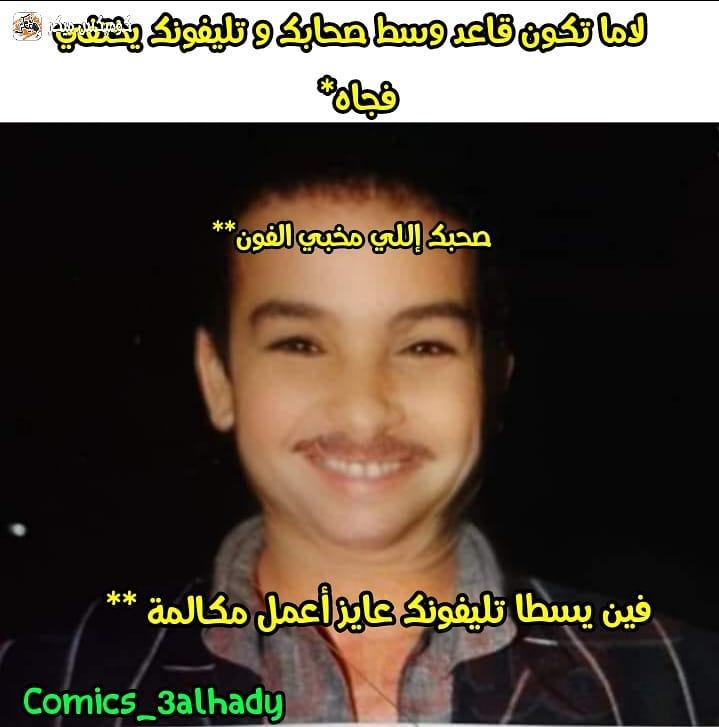 لاما تكون قاعد وسط صحابك و تليفونك يختفي
فجاه*
صحبك إللي مخبي الفون**
فين يسطا تليفونك عايز أعمل مكالمة **
Comics_3alhady